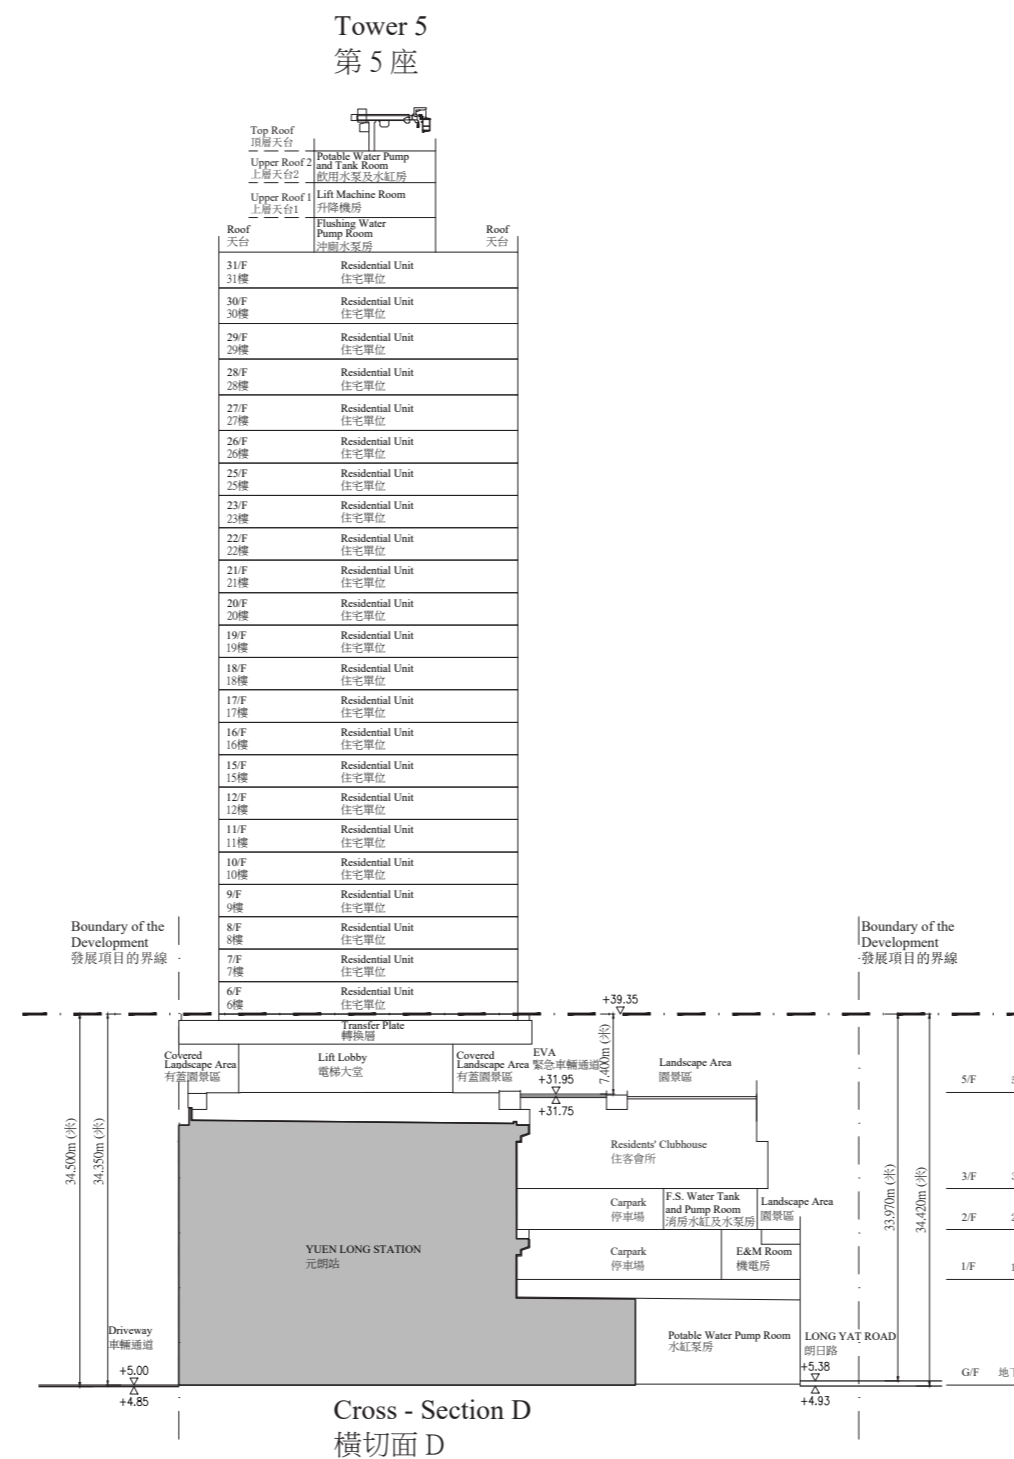 Tower 5
第 5 座
Top Roof
頂層天台
Upper Roof 2
上層天台2
Potable Water Pump
and Tank Room
飲用水泵及水缸房
Upper Roof 1
上層天台1
Lift Machine Room
升降機房
Flushing Water
Pump Room
沖廁水泵房
Roof
天台
Roof
天台
31/F Residential Unit
31樓 住宅單位
30/F Residential Unit
30樓 住宅單位
29/F Residential Unit
29樓 住宅單位
28/F Residential Unit
28樓 住宅單位
27/F Residential Unit
27樓 住宅單位
26/F Residential Unit
26樓 住宅單位
25/F Residential Unit
25樓 住宅單位
23/F Residential Unit
23樓 住宅單位
22/F Residential Unit
22樓 住宅單位
21/F Residential Unit
21樓 住宅單位
20/F Residential Unit
20樓 住宅單位
19/F Residential Unit
19樓 住宅單位
18/F Residential Unit
18樓 住宅單位
17/F Residential Unit
17樓 住宅單位
16/F Residential Unit
16樓 住宅單位
15/F Residential Unit
15樓 住宅單位
12/F Residential Unit
12樓 住宅單位
11/F Residential Unit
11樓 住宅單位
10/F Residential Unit
10樓 住宅單位
9/F Residential Unit
9樓 住宅單位
8/F Residential Unit
8樓 住宅單位
7/F Residential Unit
7樓 住宅單位
6/F Residential Unit
6樓 住宅單位
Boundary of the
Development
發展項目的界線
Boundary of the
Development
發展項目的界線
+39.35
Transfer Plate
轉換層
Covered
Landscape Area
有蓋園景區
Lift Lobby
電梯大堂
Covered
Landscape Area
有蓋園景區
EVA
緊急車輛通道
+31.95
+31.75
7.400m (米)
Landscape Area
園景區
5/F
34.500m (米)
34.350m (米)
Residents' Clubhouse
住客會所
3/F
Carpark
停車場
F.S. Water Tank
and Pump Room
消房水缸及水泵房
Landscape Area
園景區
2/F
33.970m (米)
34.420m (米)
YUEN LONG STATION
元朗站
Carpark
停車場
E&M Room
機電房
1/F
Driveway
車輛通道
+5.00
+4.85
Potable Water Pump Room
水缸泵房
LONG YAT ROAD
朗日路
+5.38
+4.93
G/F 地
Cross - Section D
橫切面 D